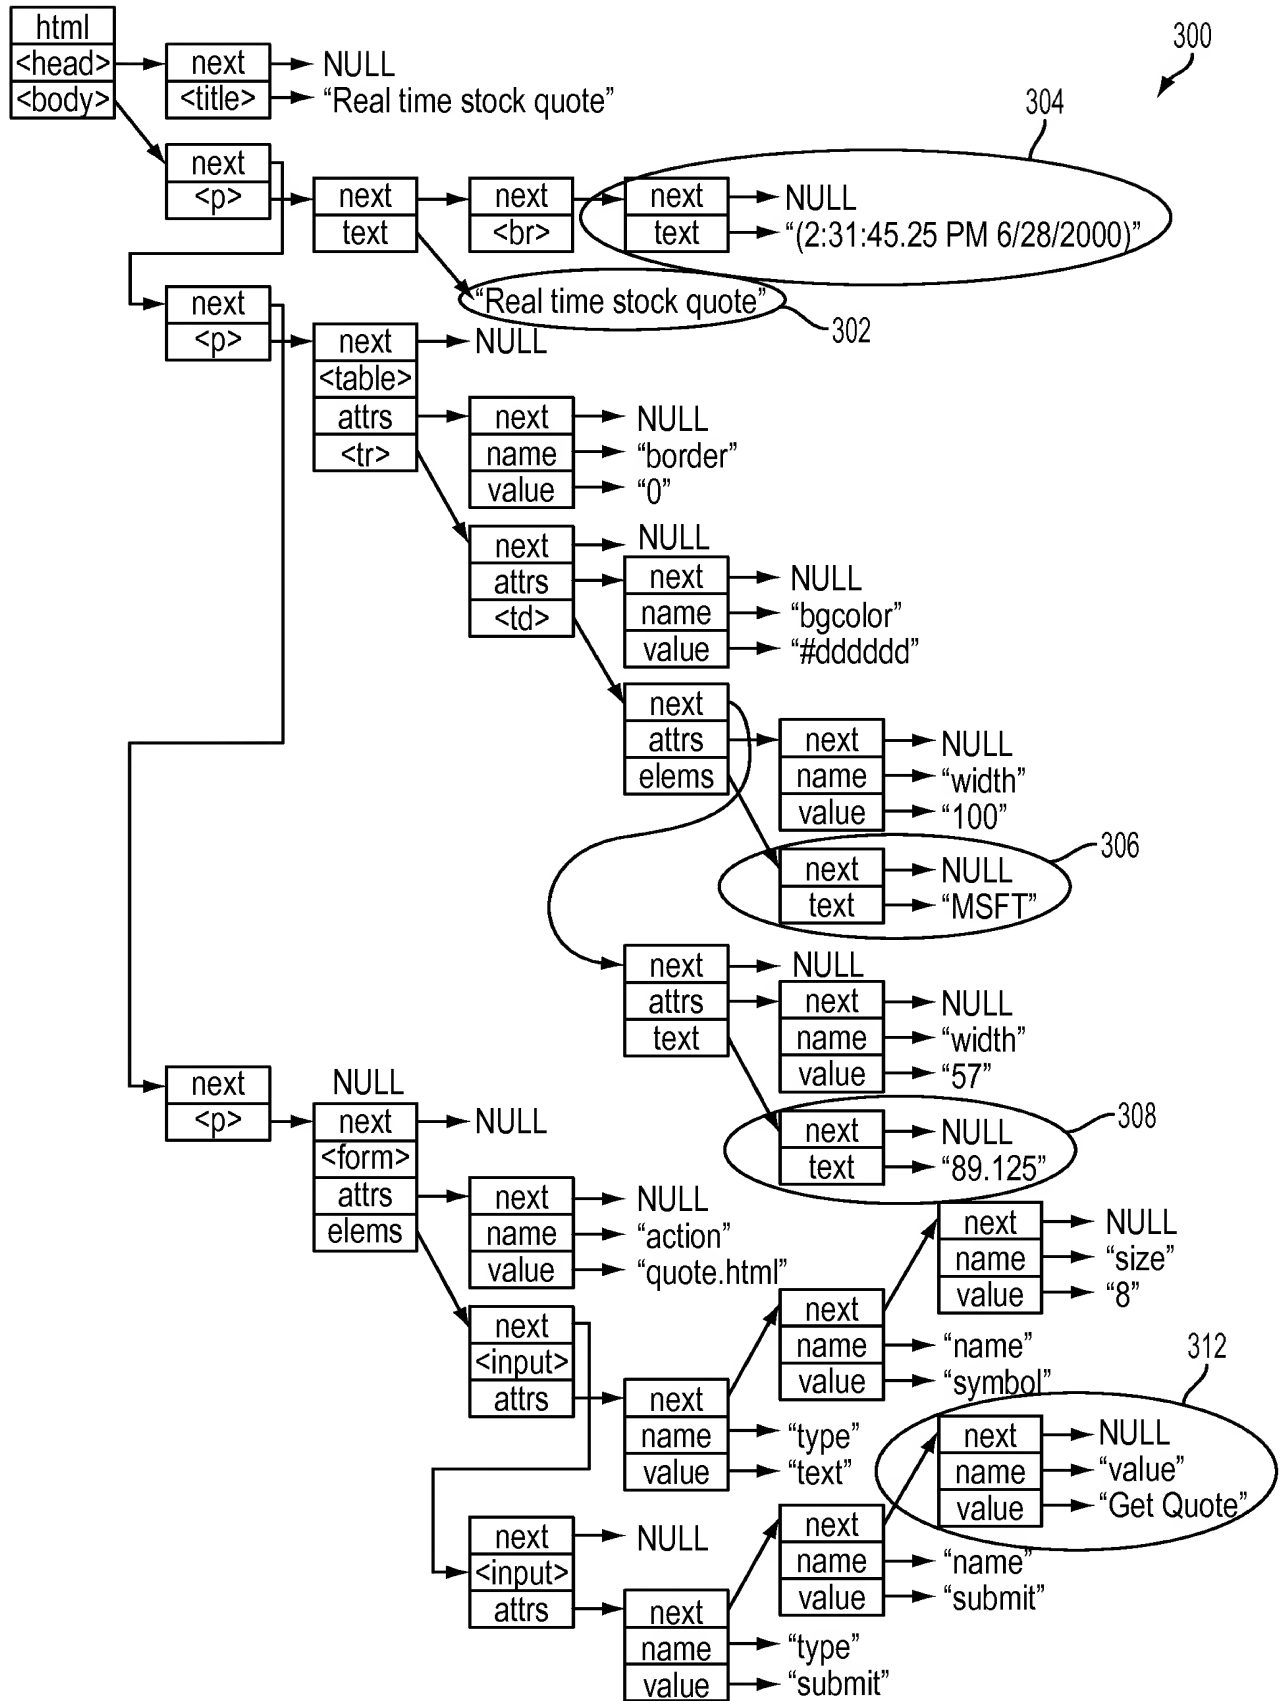 html
300
<head> next NULL
<body> <title> “Real time stock quote”
304
next
<p> next next next NULL
text <br> text “(2:31:45.25 PM 6/28/2000)”
next “Real time stock quote”
302
<p> next NULL
<table>
attrs next NULL
<tr> name “border”
value “0”
next NULL
attrs next NULL
<td> name “bgcolor”
value “#dddddd”
next
attrs next NULL
elems name “width”
value “100”
306
next NULL
text “MSFT”
next NULL
attrs next NULL
text name “width”
value “57”
next NULL
<p> next NULL
308
next NULL
<form> text “89.125”
attrs next NULL
elems name “action”
value “quote.html”
next NULL
name “size”
value “8”
next next
<input> name “name”
attrs value “symbol”
312
next
name “type”
value “text”
next NULL
name “value”
value “Get Quote”
next NULL
<input>
attrs
next
name “name”
value “submit”
next
name “type”
value “submit”